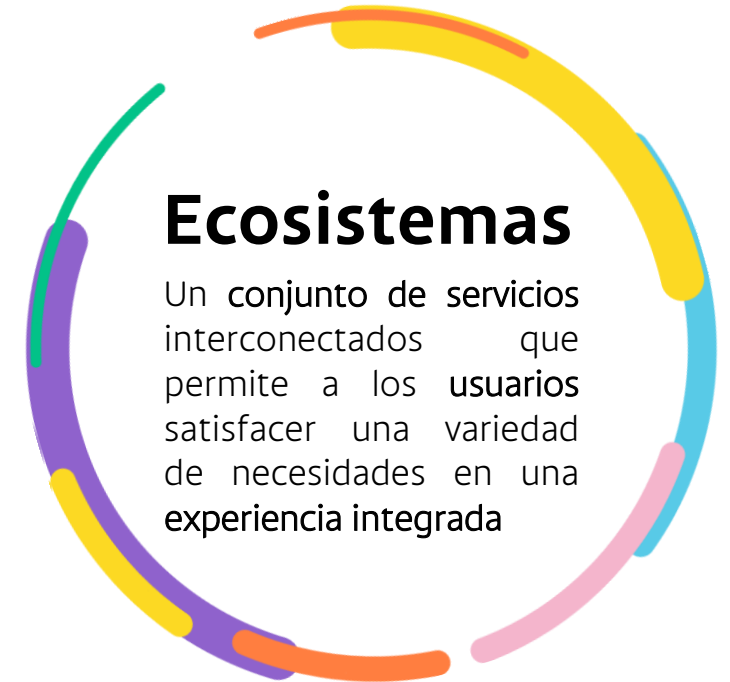 Ecosistemas
Un conjunto de servicios
interconectados que
permite a los usuarios
satisfacer una variedad
de necesidades en una
experiencia integrada